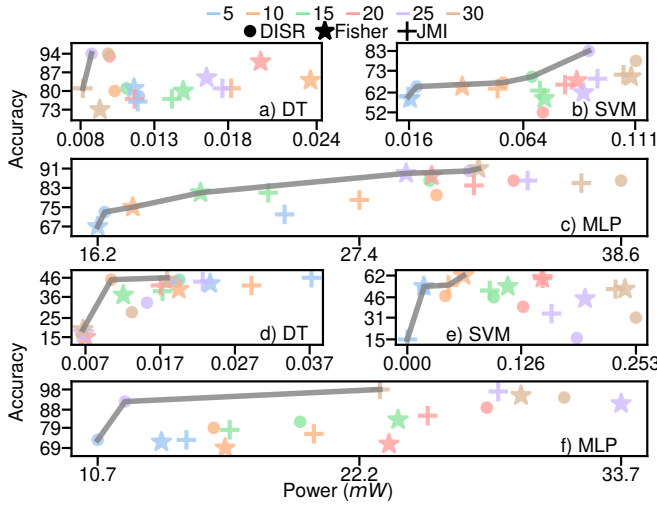 5 10 15 20 25 30
DISR Fisher JMI
94
87
80
73
Accuracy
a) DT
0.008 0.013 0.018 0.024
83
73
62
52
b) SVM
0.016 0.064 0.111
91
83
75
67
c) MLP
16.2 27.4 38.6
46
36
25
15
Accuracy
d) DT
0.007 0.017 0.027 0.037
62
46
31
15
e) SVM
0.000 0.126 0.253
98
88
79
69
f) MLP
10.7 22.2 33.7
Power (mW)